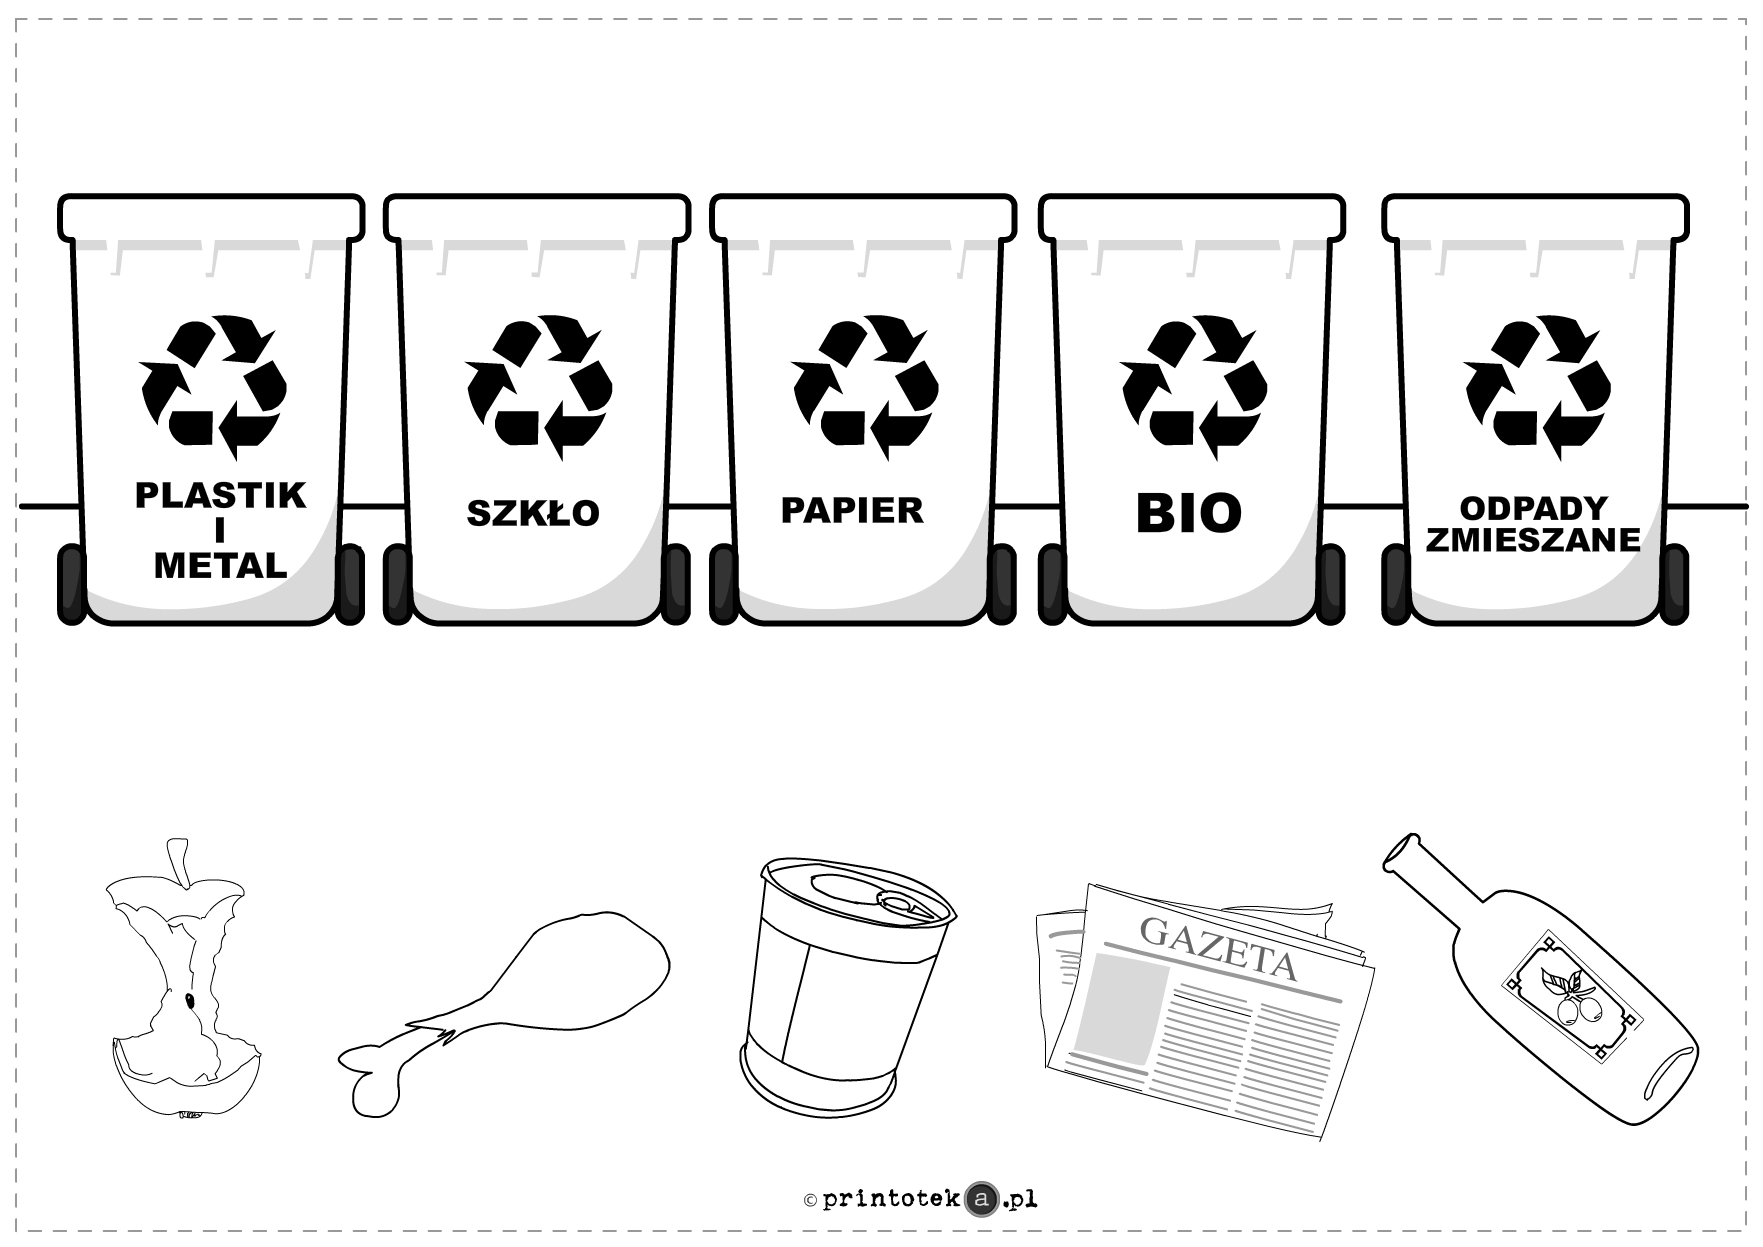 PLASTIK
I
METAL
SZKŁO
PAPIER
BIO
ODPADY
ZMIESZANE
GAZETA
© printoteka.pl